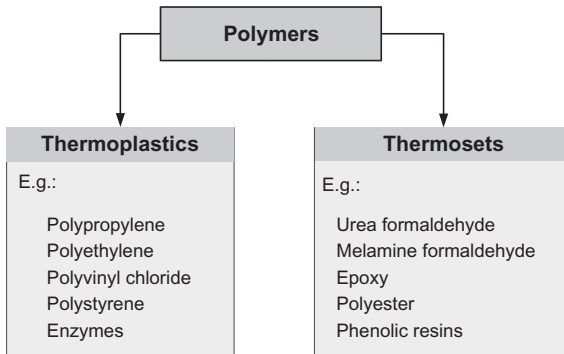 Polymers
Thermoplastics
E.g.:
Polypropylene
Polyethylene
Polyvinyl chloride
Polystyrene
Enzymes
Thermosets
E.g.:
Urea formaldehyde
Melamine formaldehyde
Epoxy
Polyester
Phenolic resins